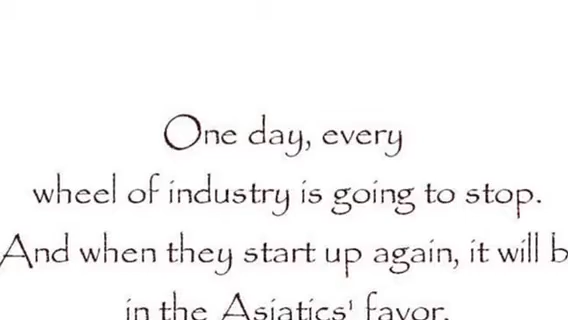 One day, every
wheel of industry is going to stop.
And when they start up again, it will b
in the Asiatics' favor.